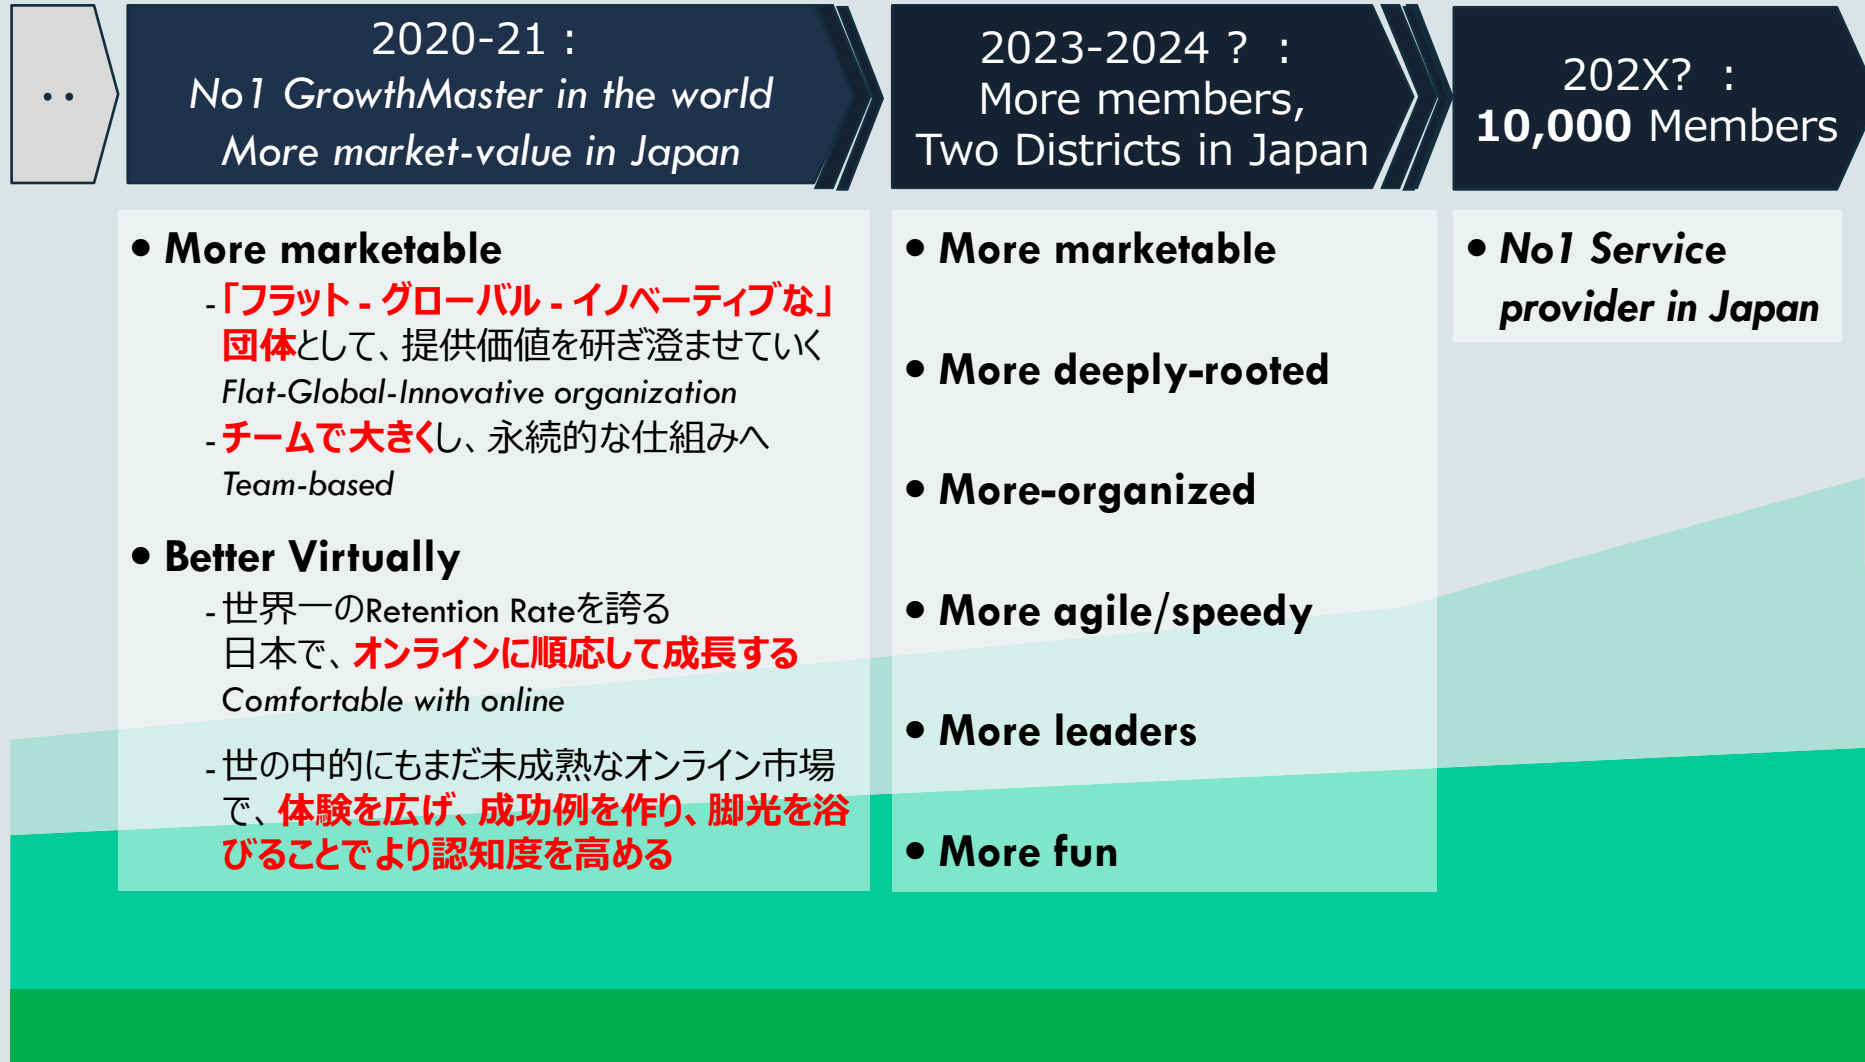 ..
2020-21：
No1 GrowthMaster in the world
More market-value in Japan
2023-2024？：
More members,
Two Districts in Japan
202X?：
10,000 Members
• More marketable
-「フラット - グローバル - イノベーティブな」
団体として、提供価値を研ぎ澄ませていく
Flat-Global-Innovative organization
-チームで大きくし、永続的な仕組みへ
Team-based
• Better Virtually
-世界一のRetention Rateを誇る
日本で、オンラインに順応して成長する
Comfortable with online
-世の中的にもまだ未成熟なオンライン市場
で、体験を広げ、成功例を作り、脚光を浴
びることでより認知度を高める
• More marketable
• More deeply-rooted
• More-organized
• More agile/speedy
• More leaders
• More fun
• No1 Service
provider in Japan